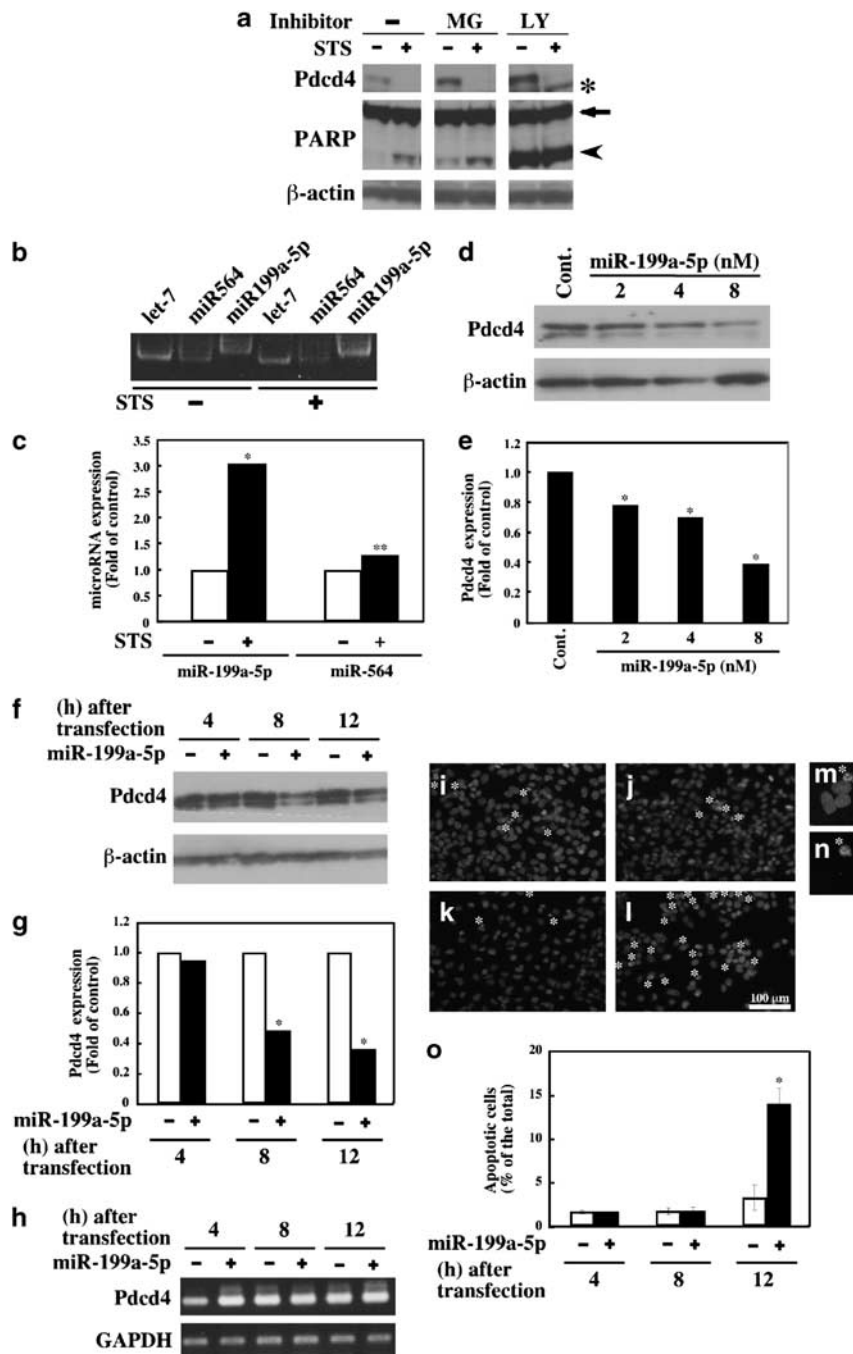 a
Inhibitor − MG LY
STS − + − + − +
Pdcd4 *
PARP
β-actin
b
let-7 miR564 miR199a-5p let-7 miR564 miR199a-5p
STS − +
c
microRNA expression
(Fold of control)
3.5
3.0
2.5
2.0
1.5
1.0
0.5
0
* **
STS − + − +
miR-199a-5p miR-564
d
Cont. miR-199a-5p (nM)
2 4 8
Pdcd4
β-actin
e
Pdcd4 expression
(Fold of control)
1.2
1.0
0.8
0.6
0.4
0.2
0
* * *
Cont. 2 4 8
miR-199a-5p (nM)
f
(h) after
transfection 4 8 12
miR-199a-5p − + − + − +
Pdcd4
β-actin
g
Pdcd4 expression
(Fold of control)
1.2
1.0
0.8
0.6
0.4
0.2
0
* *
miR-199a-5p − + − + − +
(h) after
transfection 4 8 12
h
(h) after
transfection 4 8 12
miR-199a-5p − + − + − +
Pdcd4
GAPDH
i j m
n
k l
100 μm
o
Apoptotic cells
(% of the total)
20
15
10
5
0
*
miR-199a-5p − + − + − +
(h) after
transfection 4 8 12